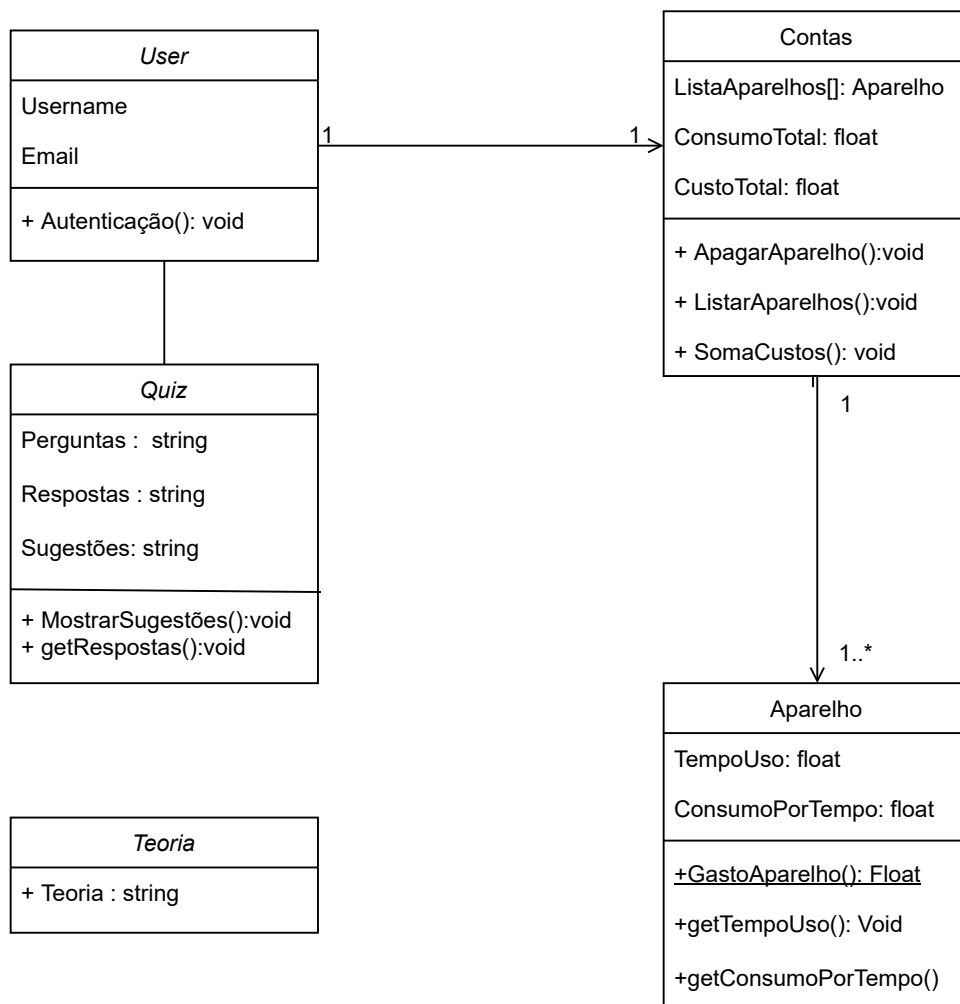 User
Username
Email
+ Autenticação(): void
1
1
Contas
ListaAparelhos[]: Aparelho
ConsumoTotal: float
CustoTotal: float
+ ApagarAparelho():void
+ ListarAparelhos():void
+ SomaCustos(): void
1
1..*
Quiz
Perguntas :  string
Respostas : string
Sugestões: string
+ MostrarSugestões():void
+ getRespostas():void
Teoria
+ Teoria : string
Aparelho
TempoUso: float
ConsumoPorTempo: float
+GastoAparelho(): Float
+getTempoUso(): Void
+getConsumoPorTempo()